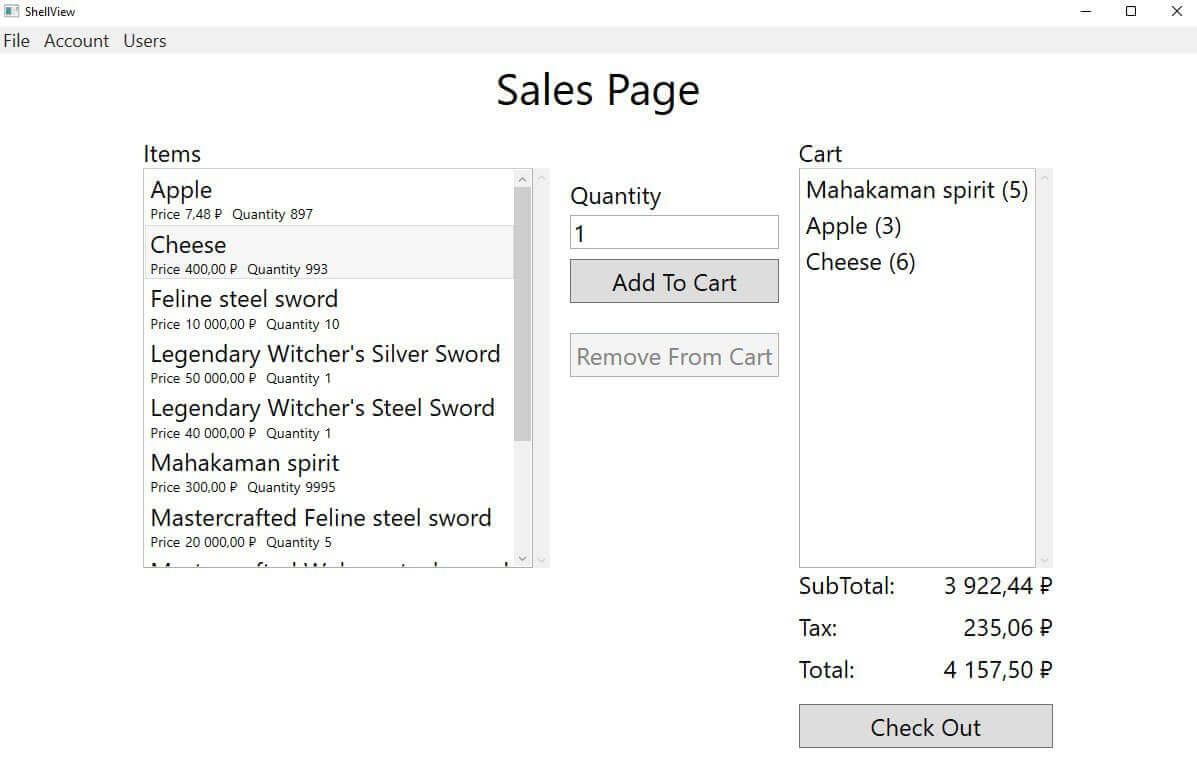 ShellView
File Account Users
Sales Page
Items
Apple
Price 7,48 ₽ Quantity 897
Cheese
Price 400,00 ₽ Quantity 993
Feline steel sword
Price 10 000,00 ₽ Quantity 10
Legendary Witcher's Silver Sword
Price 50 000,00 ₽ Quantity 1
Legendary Witcher's Steel Sword
Price 40 000,00 ₽ Quantity 1
Mahakaman spirit
Price 300,00 ₽ Quantity 9995
Mastercrafted Feline steel sword
Price 20 000,00 ₽ Quantity 5
Quantity
1
Add To Cart
Remove From Cart
Cart
Mahakaman spirit (5)
Apple (3)
Cheese (6)
SubTotal: 3 922,44 ₽
Tax: 235,06 ₽
Total: 4 157,50 ₽
Check Out